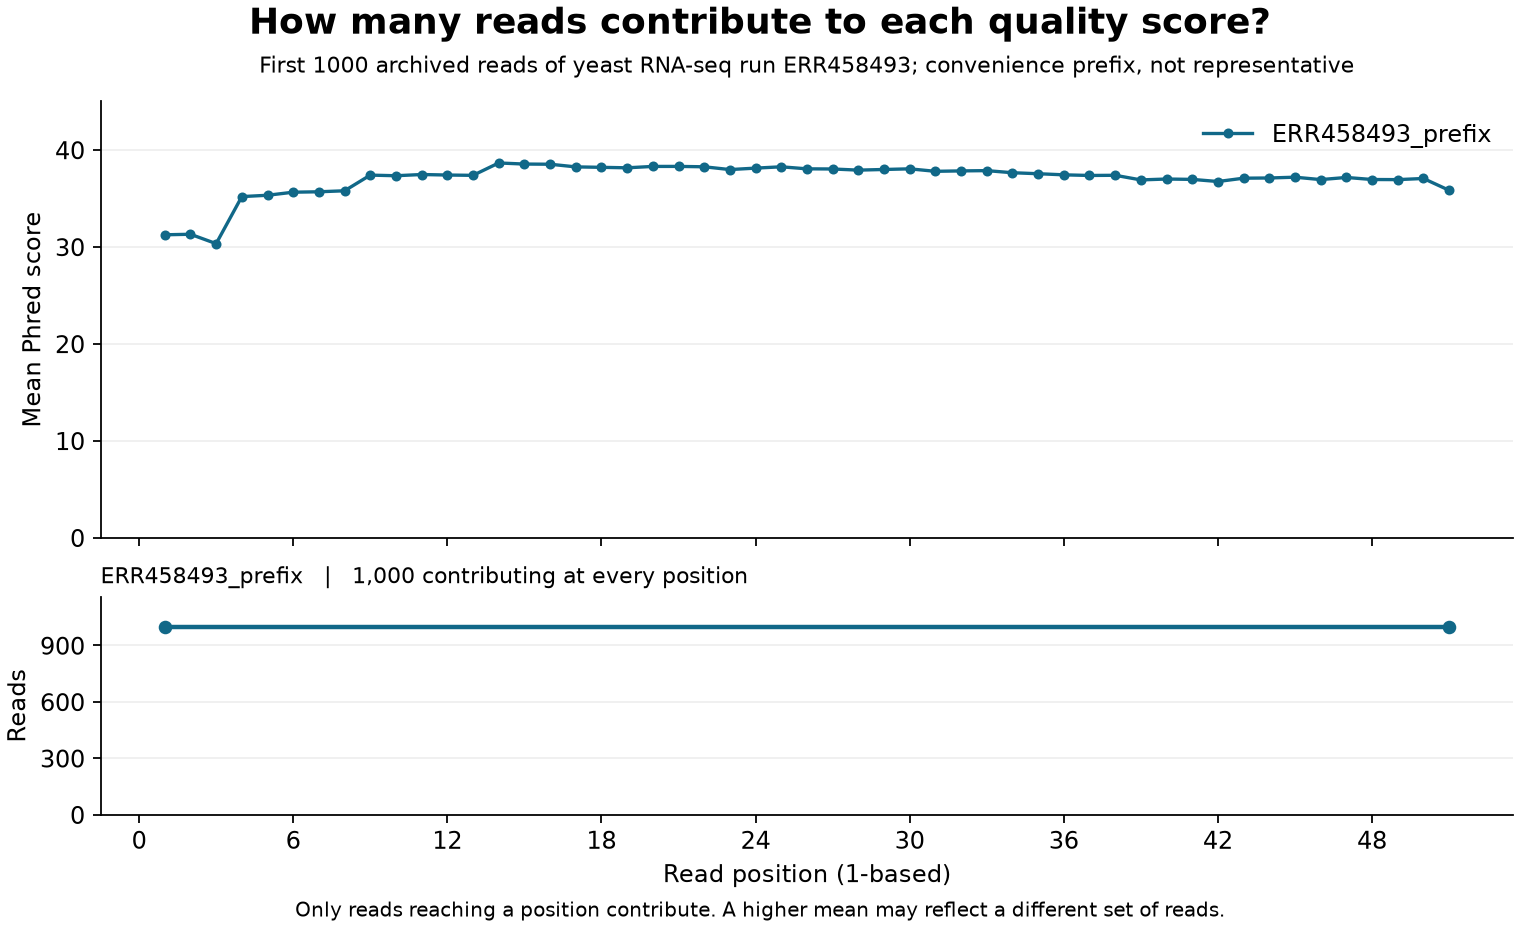 How many reads contribute to each quality score?
First 1000 archived reads of yeast RNA-seq run ERR458493; convenience prefix, not representative
ERR458493_prefix
Mean Phred score
40
30
20
10
0
ERR458493_prefix | 1,000 contributing at every position
Reads
900
600
300
0
0 6 12 18 24 30 36 42 48
Read position (1-based)
Only reads reaching a position contribute. A higher mean may reflect a different set of reads.